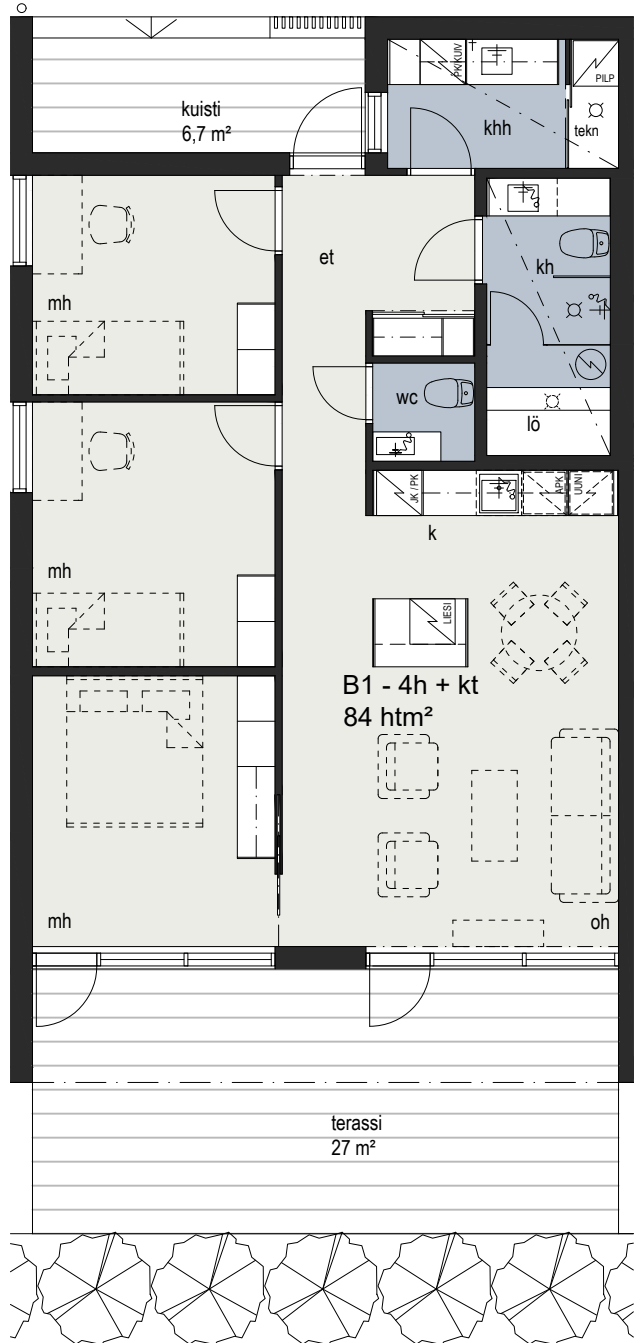 kuisti
6,7 m²
PK/KUIV
PILP
khh
tekn
et
mh
kh
wc
lö
JK / PK
APK
UUNI
k
mh
LIESI
B1 - 4h + kt
84 htm²
mh
oh
terassi
27 m²